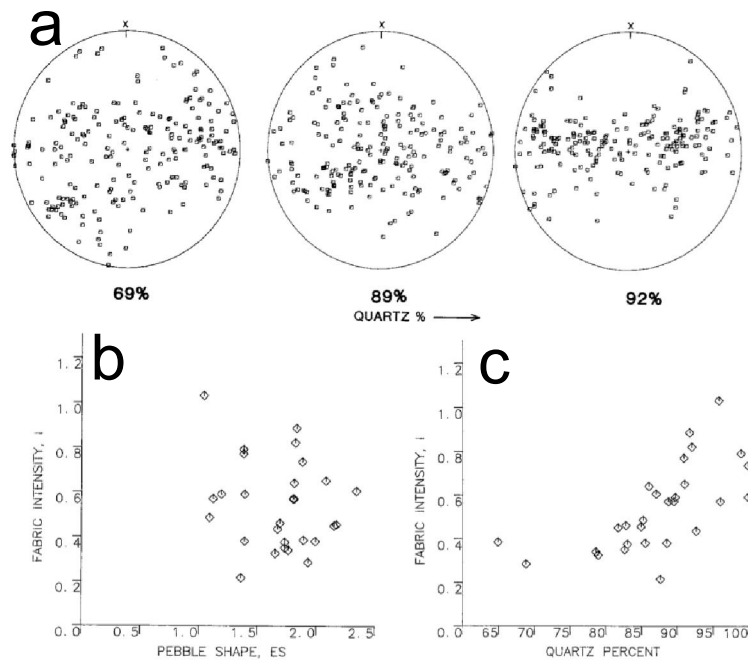 a
X X X
69% 89% 92%
QUARTZ % →
b
1.2
1.0
0.8
0.6
0.4
0.2
0.0
FABRIC INTENSITY, i
0.5 1.0 1.5 2.0 2.5
PEBBLE SHAPE, ES
c
1.2
1.0
0.8
0.6
0.4
0.2
0.0
FABRIC INTENSITY, i
65 70 75 80 85 90 95 100
QUARTZ PERCENT